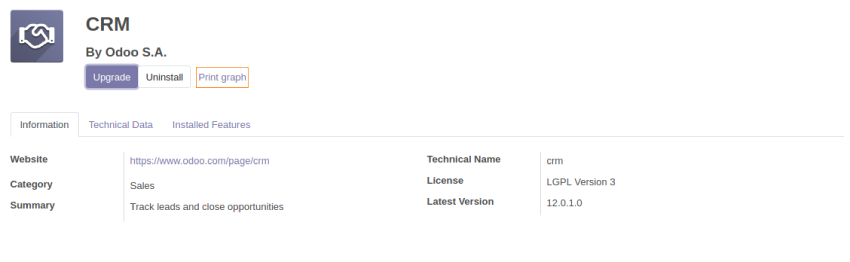 CRM
By Odoo S.A.
Upgrade Uninstall Print graph
Information Technical Data Installed Features
Website https://www.odoo.com/page/crm Technical Name crm
Category Sales License LGPL Version 3
Summary Track leads and close opportunities Latest Version 12.0.1.0